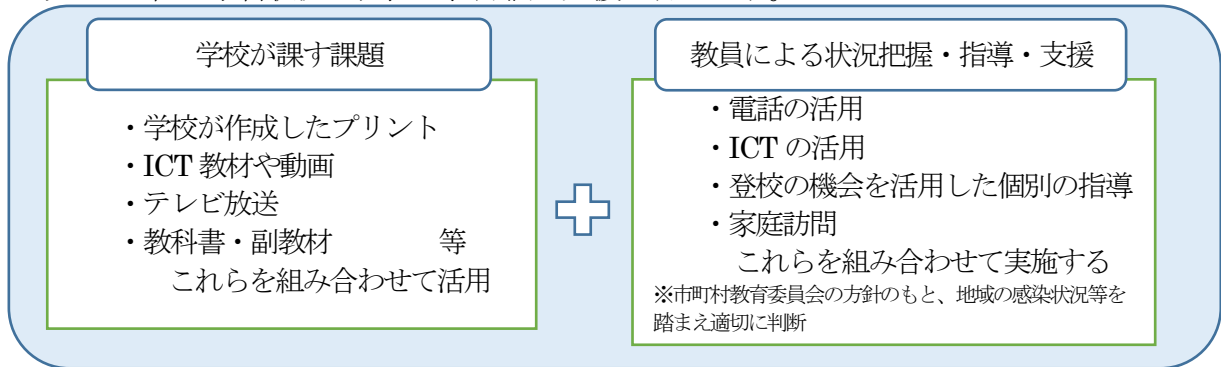 学校が課す課題
・学校が作成したプリント
・ICT 教材や動画
・テレビ放送
・教科書・副教材　　　　等
これらを組み合わせて活用
教員による状況把握・指導・支援
・電話の活用
・ICT の活用
・登校の機会を活用した個別の指導
・家庭訪問
これらを組み合わせて実施する
※市町村教育委員会の方針のもと、地域の感染状況等を
踏まえ適切に判断